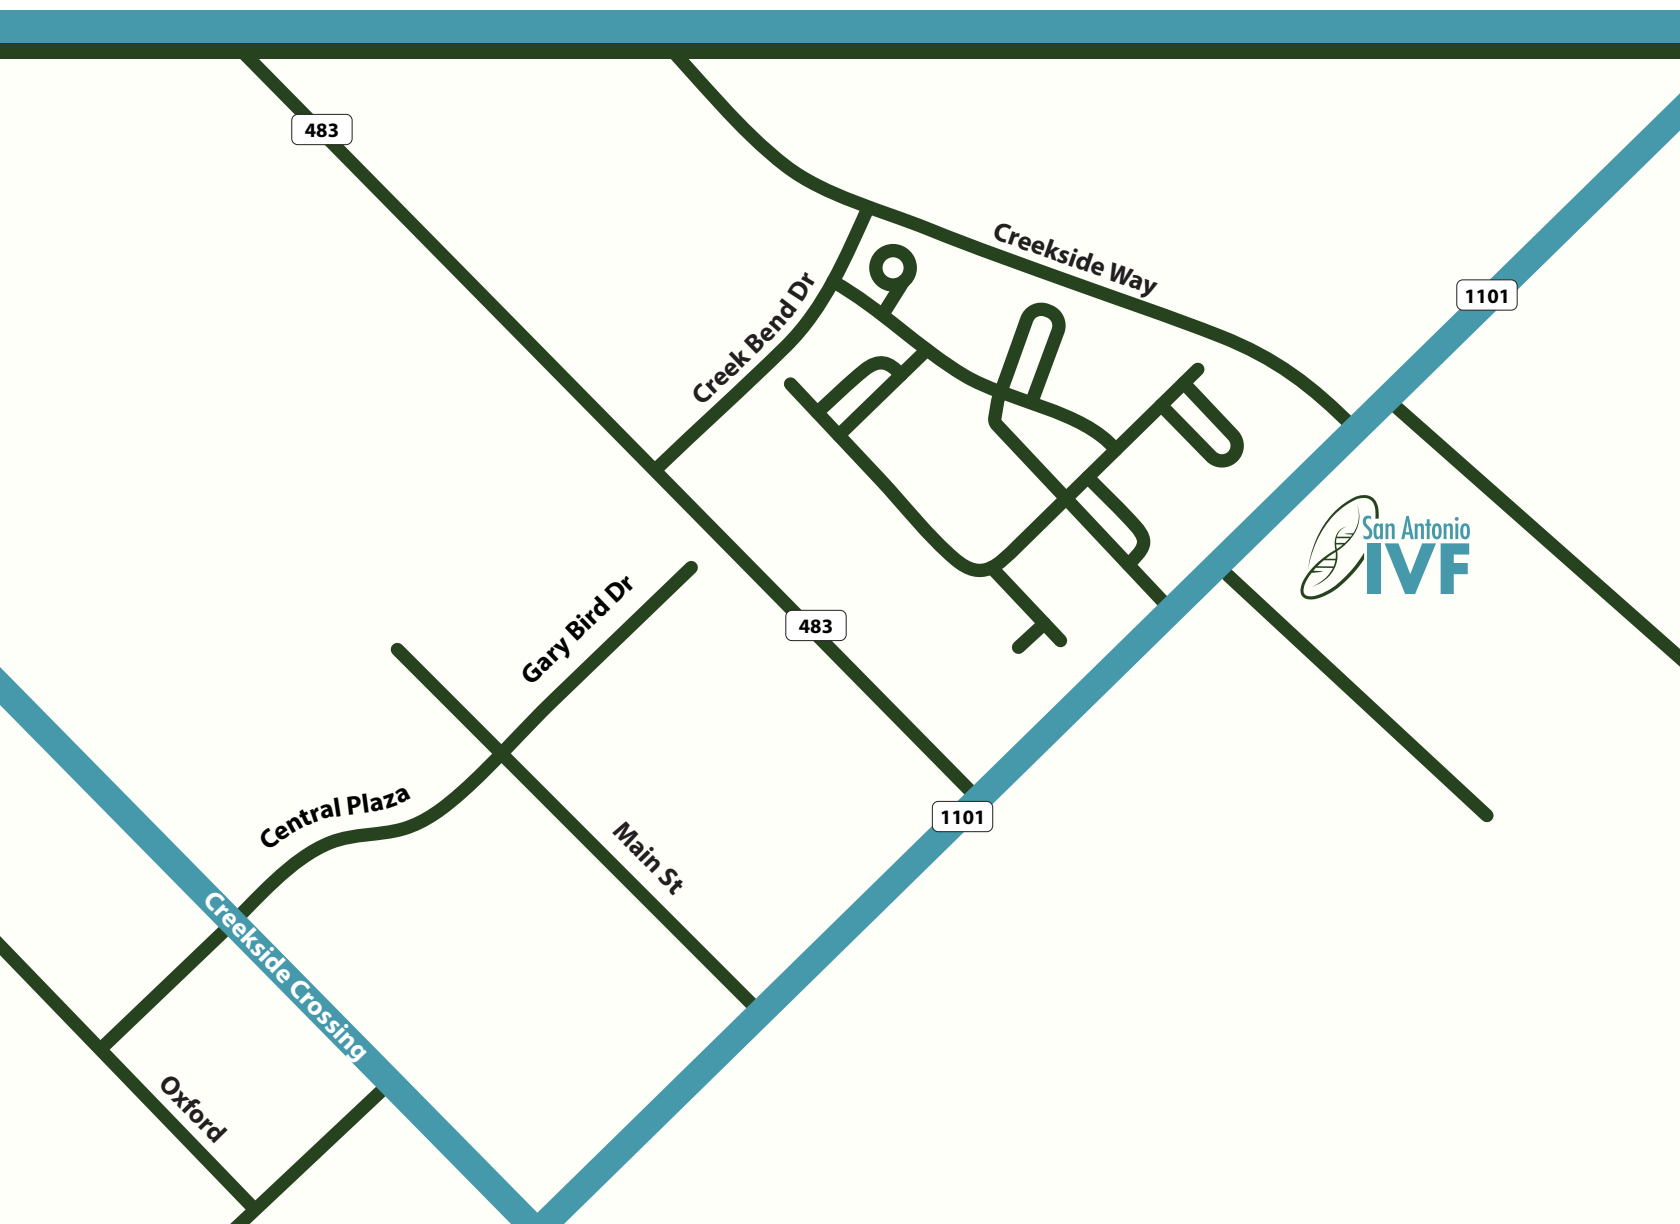 483
Creekside Way
1101
Creek Bend Dr
San Antonio
IVF
Gary Bird Dr
483
Central Plaza
1101
Main St
Creekside Crossing
Oxford